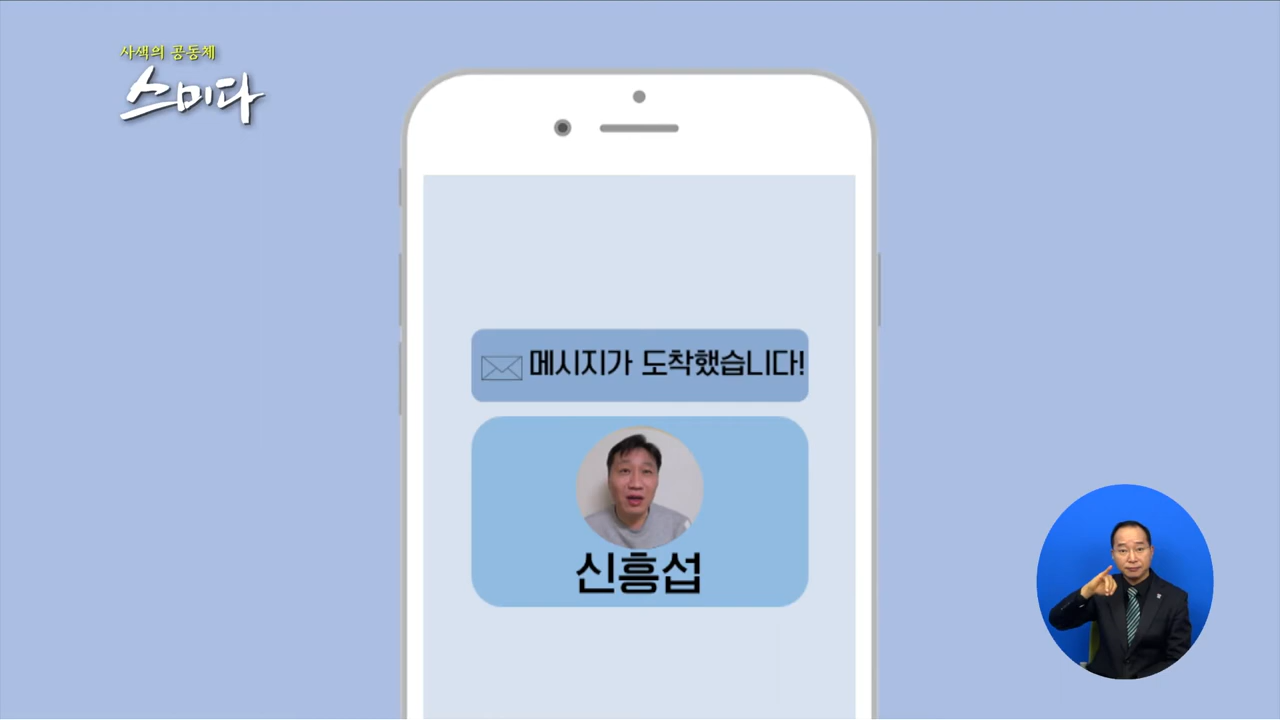 사색의 공동체
스미다
메시지가 도착했습니다!
신흥섭